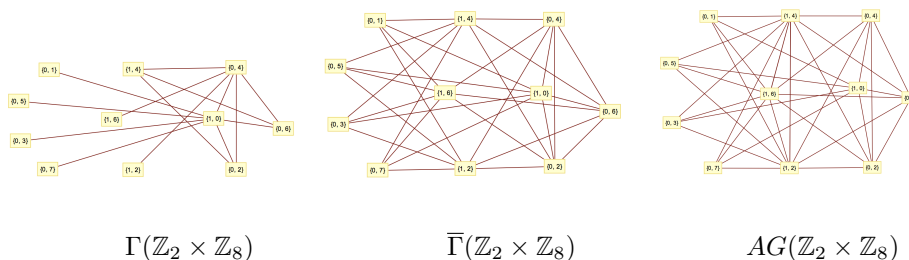 {0, 1} {1, 4} {0, 4}
{0, 5} {1, 6} {1, 0} {0, 6}
{0, 3}
{0, 7} {1, 2} {0, 2}
{0, 1} {1, 4} {0, 4}
{0, 5} {1, 6} {1, 0} {0, 6}
{0, 3}
{0, 7} {1, 2} {0, 2}
{0, 1} {1, 4} {0, 4}
{0, 5} {1, 6} {1, 0} {0,
{0, 3}
{0, 7} {1, 2} {0, 2}
Γ(ℤ₂ × ℤ₈) Γ̅(ℤ₂ × ℤ₈) AG(ℤ₂ × ℤ₈)